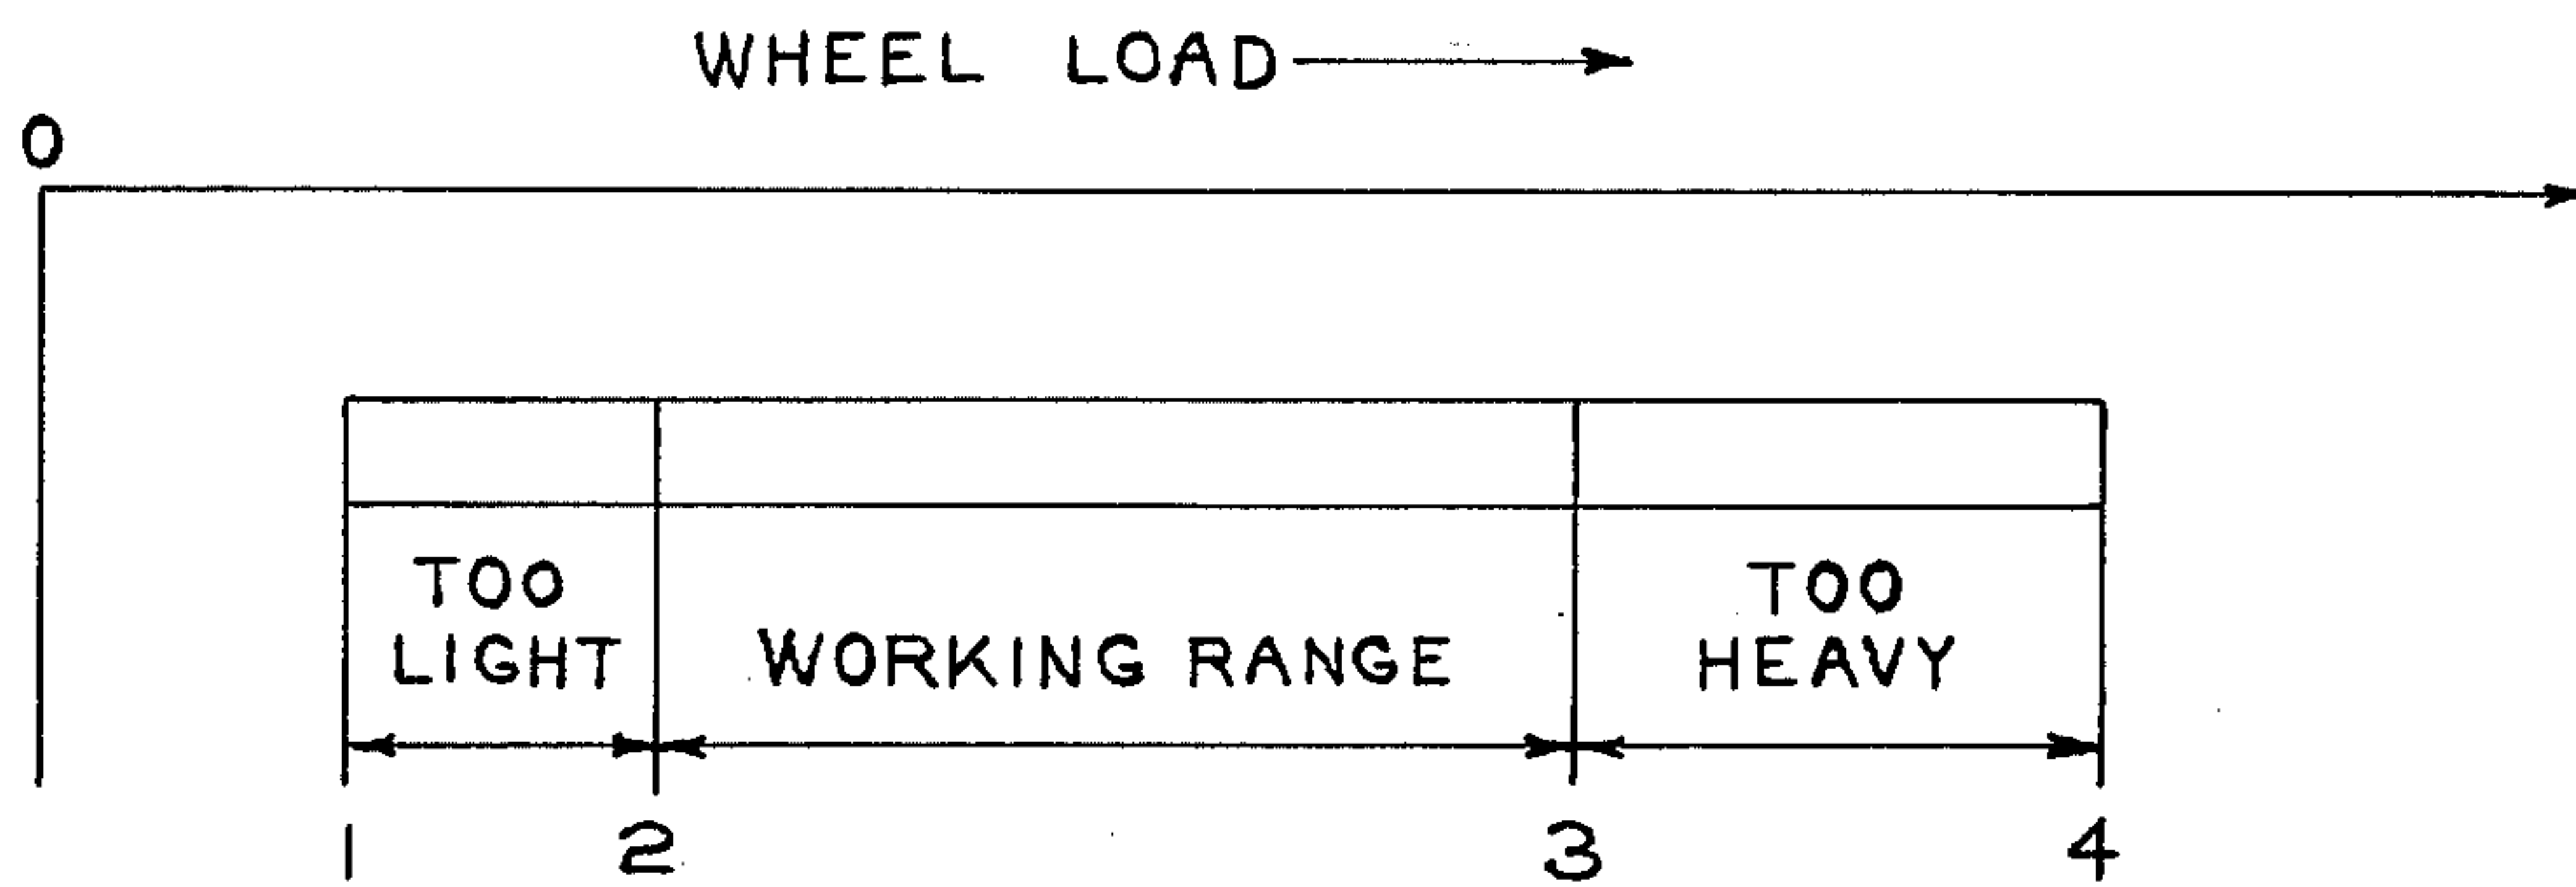 WHEEL LOAD
0
TOO
LIGHT
WORKING RANGE
TOO
HEAVY
1 2 3 4